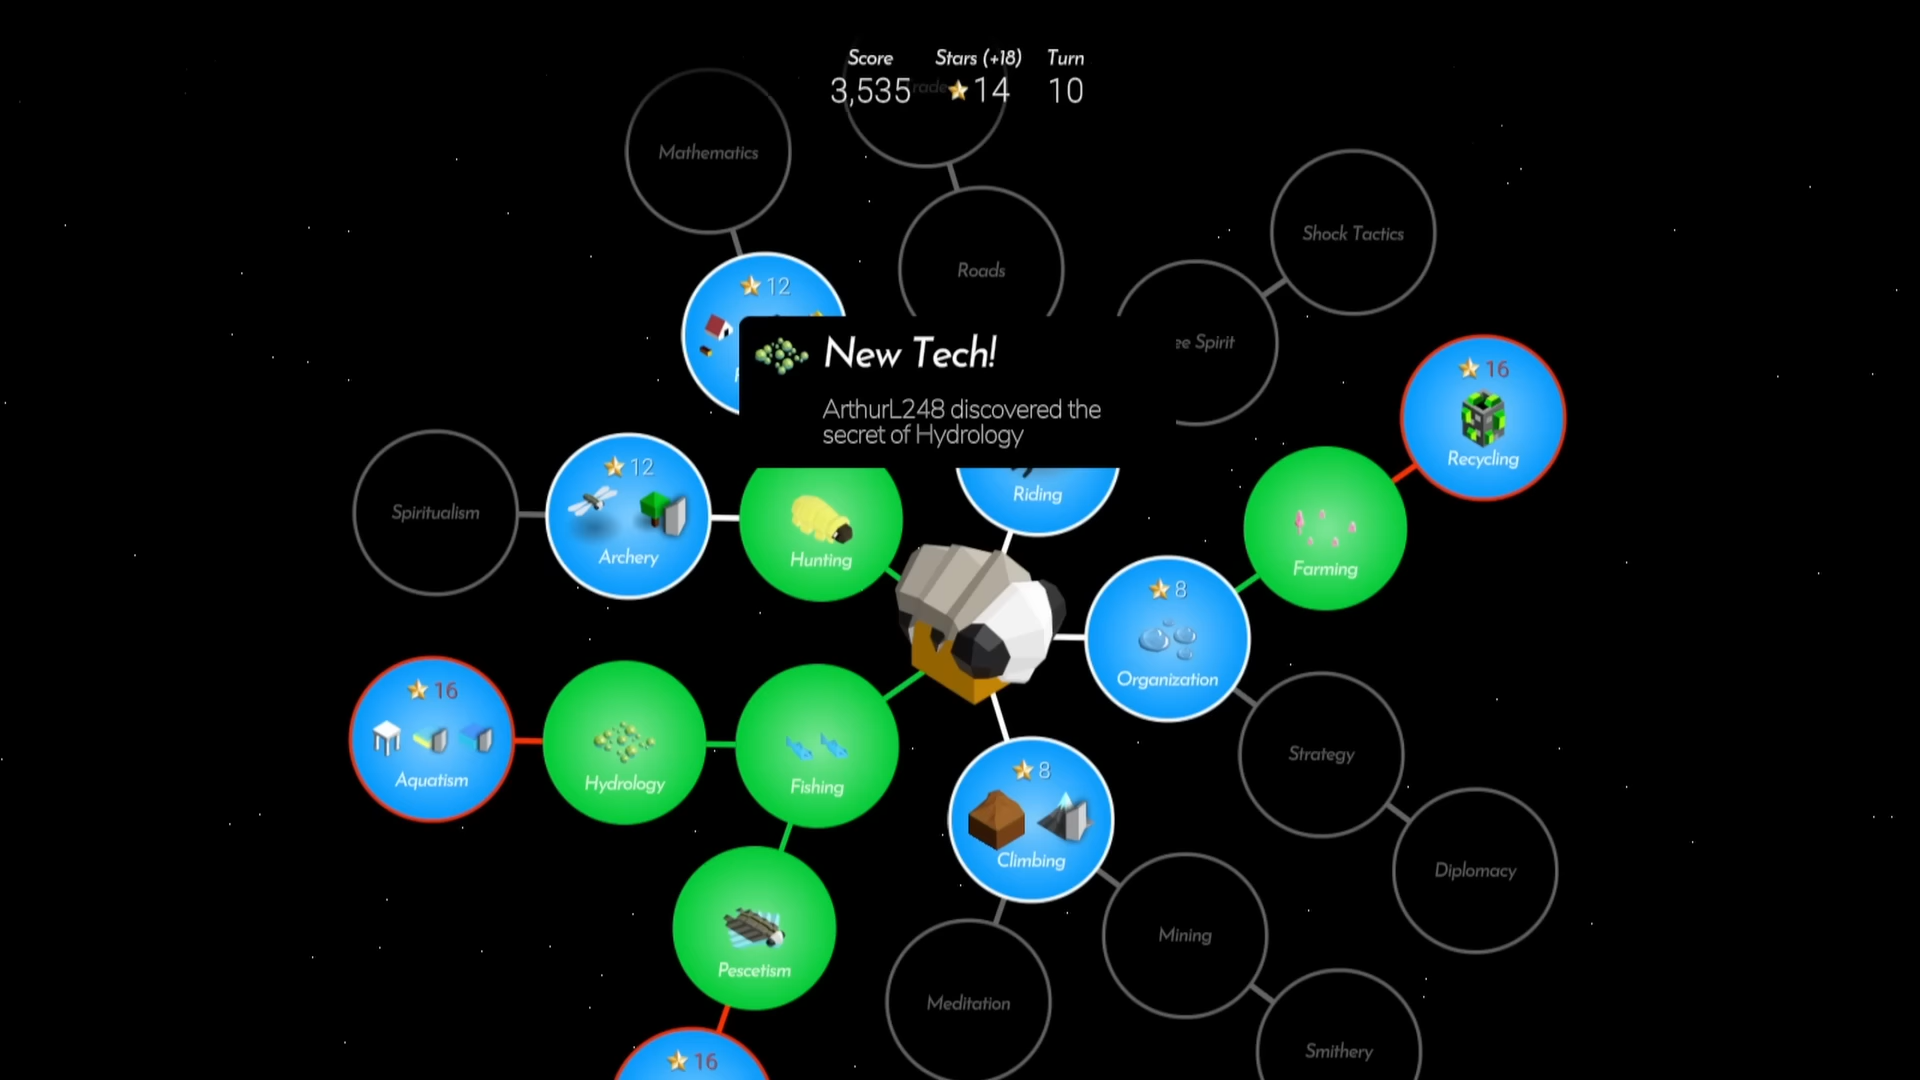 Score
Stars (+18)
Turn
3,535
14
10
Mathematics
Roads
Shock Tactics
12
ee Spirit
New Tech!
ArthurL248 discovered the
secret of Hydrology
16
Recycling
12
Archery
Spiritualism
Riding
Hunting
Farming
8
Organization
16
Aquatism
Hydrology
Fishing
Strategy
8
Climbing
Diplomacy
Pescetism
Mining
Meditation
Smithery
16